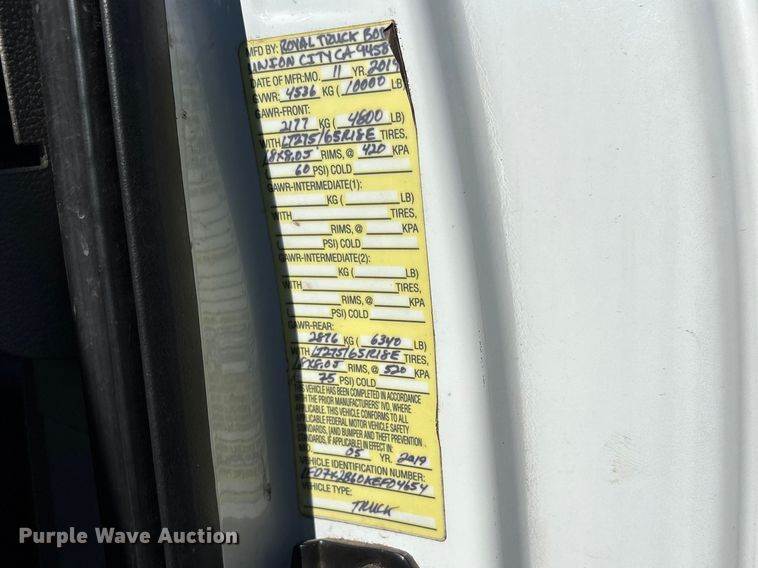 MFD BY: ROYAL TRUCK BOD
UNION CITY CA 9458
DATE OF MFR:MO. 11 YR. 2019
GVWR: 4536 KG ( 10000 LB)
GAWR-FRONT:
2177 KG ( 4800 LB)
WITH LT275/65R18E TIRES,
18X8.0J RIMS, @ 420 KPA
( 60 PSI) COLD
GAWR-INTERMEDIATE(1):
KG ( LB)
WITH TIRES,
RIMS, @ KPA
( PSI) COLD
GAWR-INTERMEDIATE(2):
KG ( LB)
WITH TIRES,
RIMS, @ KPA
( PSI) COLD
GAWR-REAR:
2876 KG ( 6340 LB)
WITH LT275/65R18E TIRES,
18X8.0J RIMS, @ 520 KPA
( 75 PSI) COLD
THIS VEHICLE HAS BEEN COMPLETED IN ACCORDANCE
WITH THE PRIOR MANUFACTURERS' IVD, WHERE
APPLICABLE. THIS VEHICLE CONFORMS TO ALL
APPLICABLE FEDERAL MOTOR VEHICLE SAFETY
STANDARDS, (AND BUMPER AND THEFT PREVENTION
STANDARDS, IF APPLICABLE) IN EFFECT IN:
MO. 05 YR. 2019
VEHICLE IDENTIFICATION NUMBER:
VEHICLE TYPE:
TRUCK
Purple Wave Auction®